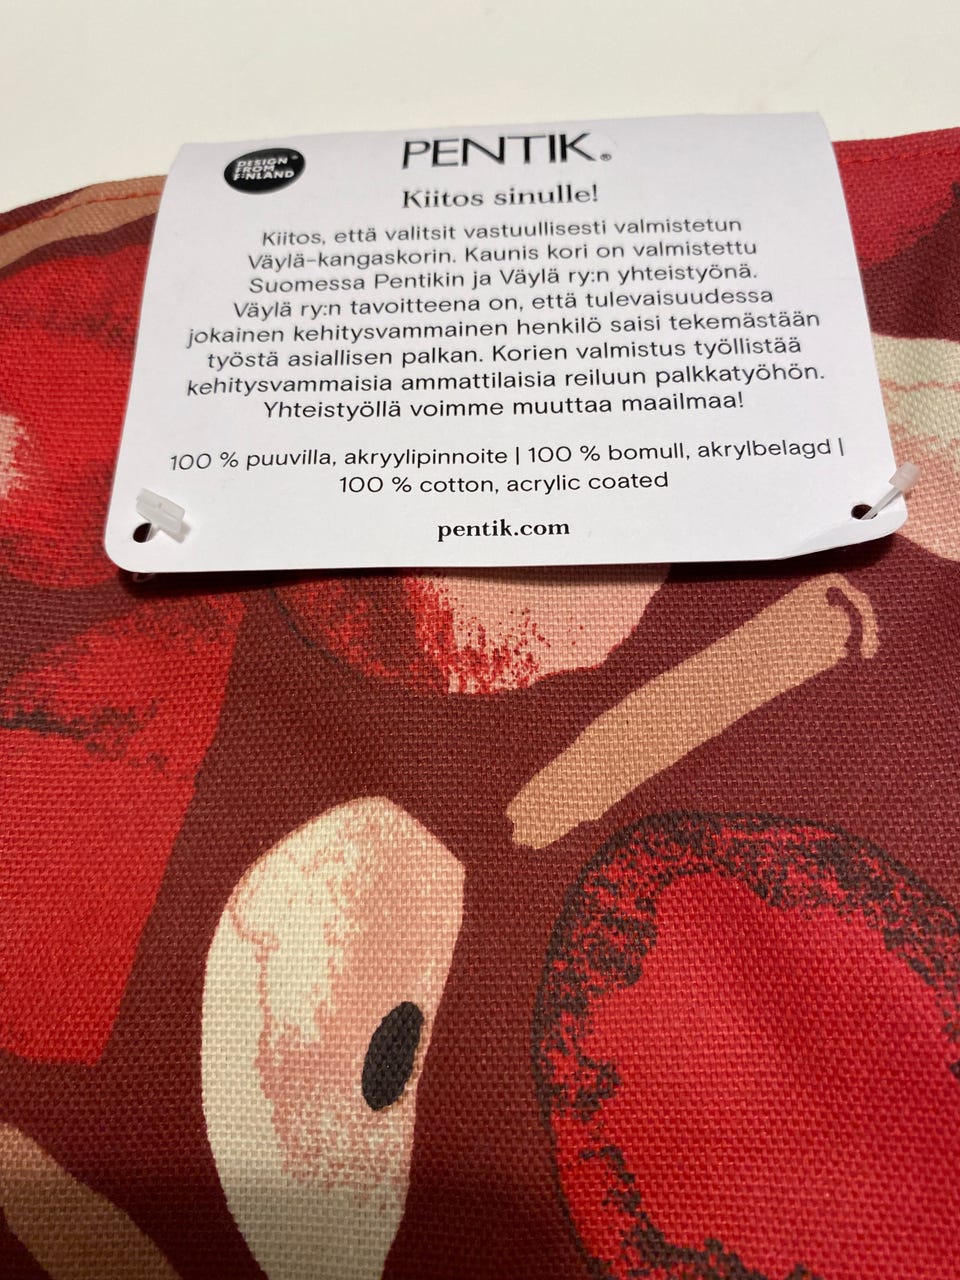 DESIGN
FROM
FINLAND
PENTIK®
Kiitos sinulle!
Kiitos, että valitsit vastuullisesti valmistetun
Väylä-kangaskorin. Kaunis kori on valmistettu
Suomessa Pentikin ja Väylä ry:n yhteistyönä.
Väylä ry:n tavoitteena on, että tulevaisuudessa
jokainen kehitysvammainen henkilö saisi tekemästään
työstä asiallisen palkan. Korien valmistus työllistää
kehitysvammaisia ammattilaisia reiluun palkkatyöhön.
Yhteistyöllä voimme muuttaa maailmaa!
100 % puuvilla, akryylipinnoite | 100 % bomull, akrylbelagd |
100 % cotton, acrylic coated
pentik.com